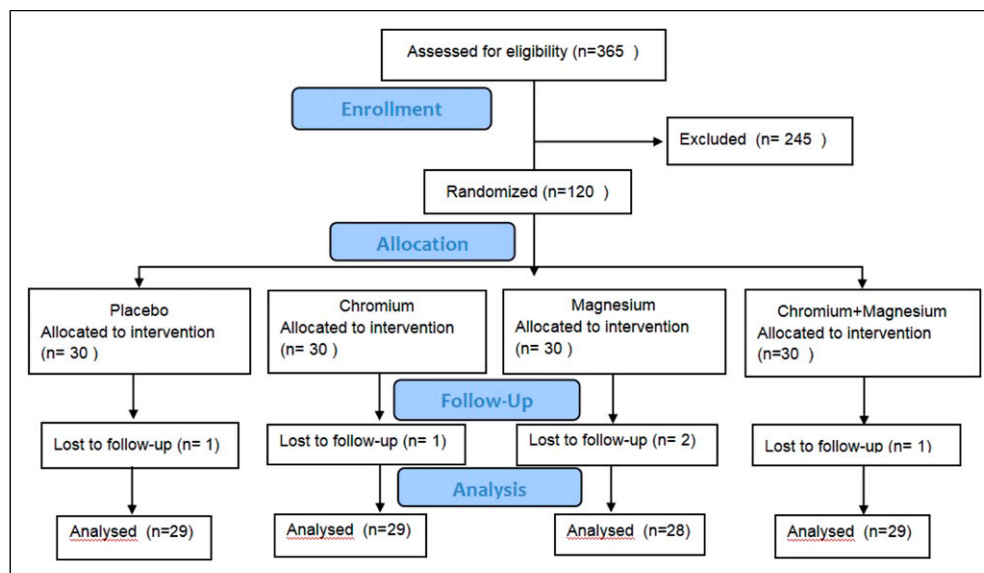 Assessed for eligibility (n=365 )
Enrollment
Excluded (n= 245 )
Randomized (n=120 )
Allocation
Placebo
Allocated to intervention
(n= 30 )
Chromium
Allocated to intervention
(n= 30 )
Magnesium
Allocated to intervention
(n= 30 )
Chromium+Magnesium
Allocated to intervention
(n=30 )
Follow-Up
Lost to follow-up (n= 1)
Lost to follow-up (n= 1)
Lost to follow-up (n= 2)
Lost to follow-up (n= 1)
Analysis
Analysed (n=29)
Analysed (n=29)
Analysed (n=28)
Analysed (n=29)